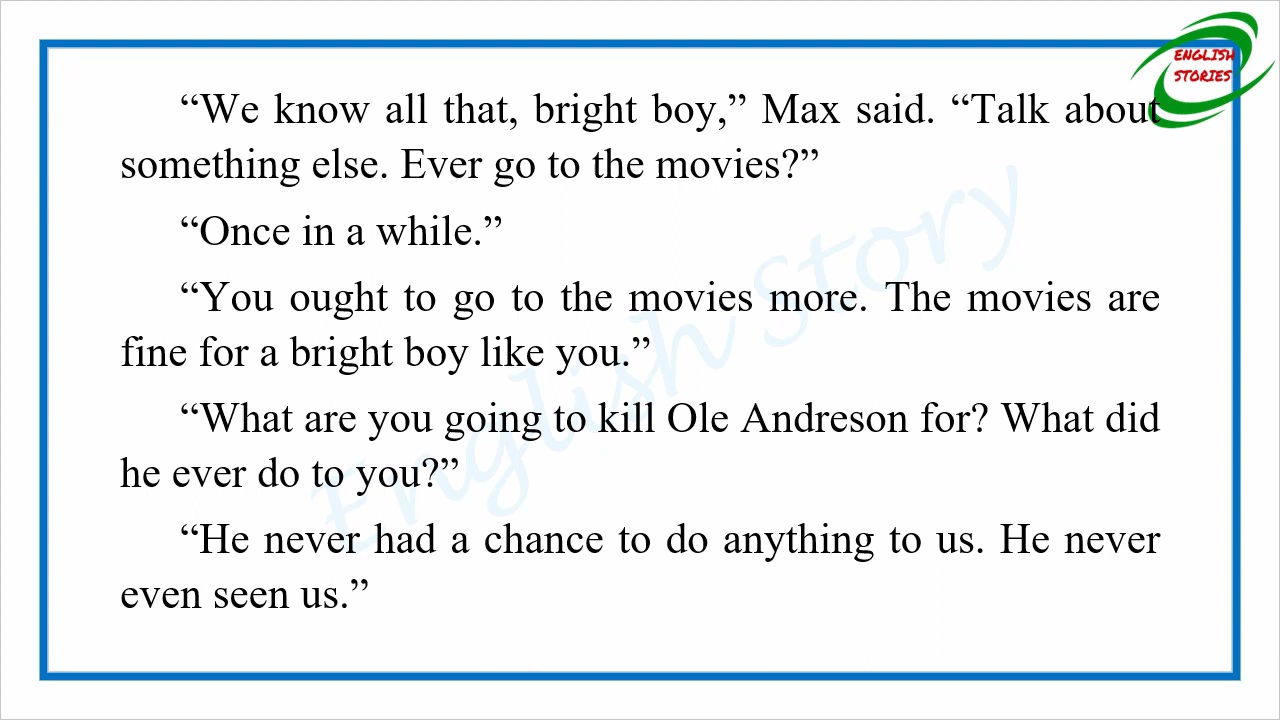 ENGLISH
STORIES
“We know all that, bright boy,” Max said. “Talk about
something else. Ever go to the movies?”
“Once in a while.”
“You ought to go to the movies more. The movies are
fine for a bright boy like you.”
“What are you going to kill Ole Andreson for? What did
he ever do to you?”
“He never had a chance to do anything to us. He never
even seen us.”
English Story